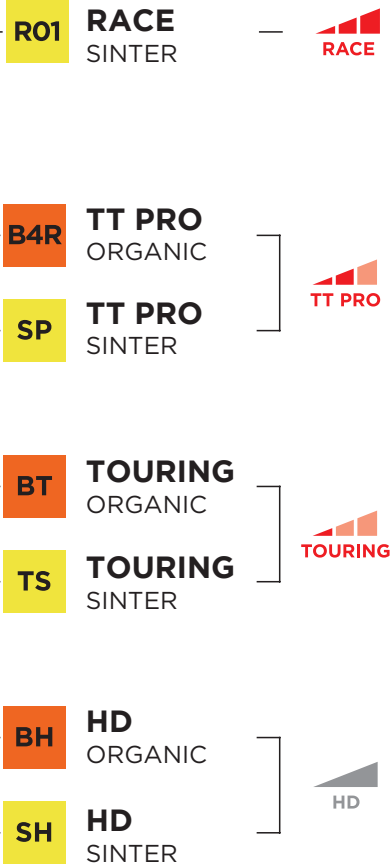 R01 RACE
SINTER
RACE
B4R TT PRO
ORGANIC
TT PRO
SP TT PRO
SINTER
BT TOURING
ORGANIC
TOURING
TS TOURING
SINTER
BH HD
ORGANIC
HD
SH HD
SINTER